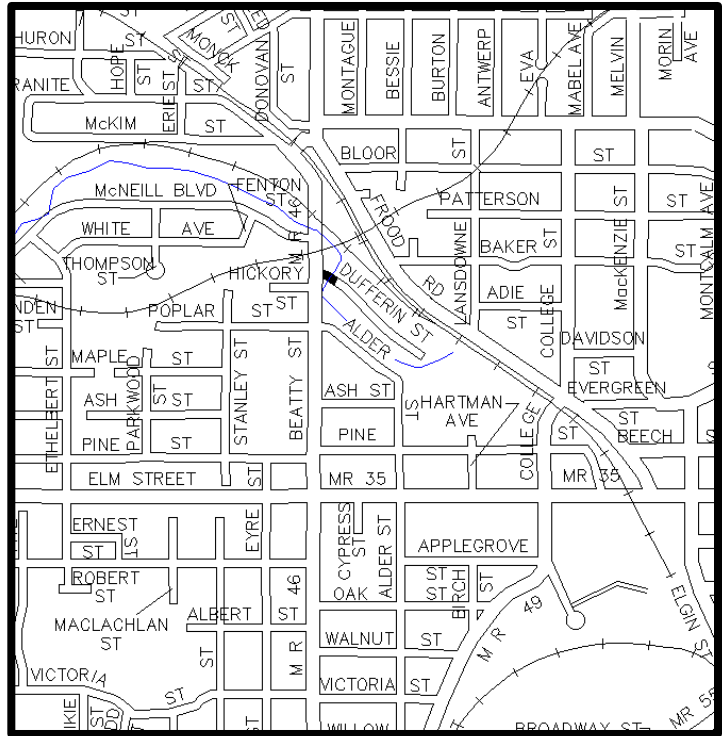 HURON ST
HOPE ST
MONCK ST
DONOVAN ST
MONTAGUE
BESSIE
BURTON
ANTWERP
EVA
MABEL AVE
MELVIN
MORIN AVE
ERIE ST
ST
McKIM ST
BLOOR ST
ST
McNEILL BLVD
FENTON ST
M R 46
FROOD RD
PATTERSON ST
WHITE AVE
THOMPSON ST
HICKORY
LANSDOWNE
BAKER ST
COLLEGE
MacKENZIE ST
MONTCALM AVE
DUFFERIN ST
ADIE ST
POPLAR ST
ALDER ST
DAVIDSON ST
MAPLE ST
ETHELBERT ST
PARKWOOD ST
STANLEY ST
BEATTY ST
ASH ST
ASH ST
HARTMAN AVE
EVERGREEN ST
PINE ST
PINE
COLLEGE ST
BEECH
ELM STREET
MR 35
MR 35
ERNEST ST
ST
EYRE ST
CYPRESS ST
ALDER ST
APPLEGROVE ST
ROBERT ST
46
OAK ST
BIRCH ST
M R 49
ELGIN ST
MACLACHLAN ST
ALBERT ST
ST
M R
WALNUT ST
VICTORIA ST
VICTORIA ST
MR 55
WILLOW
BROADWAY ST